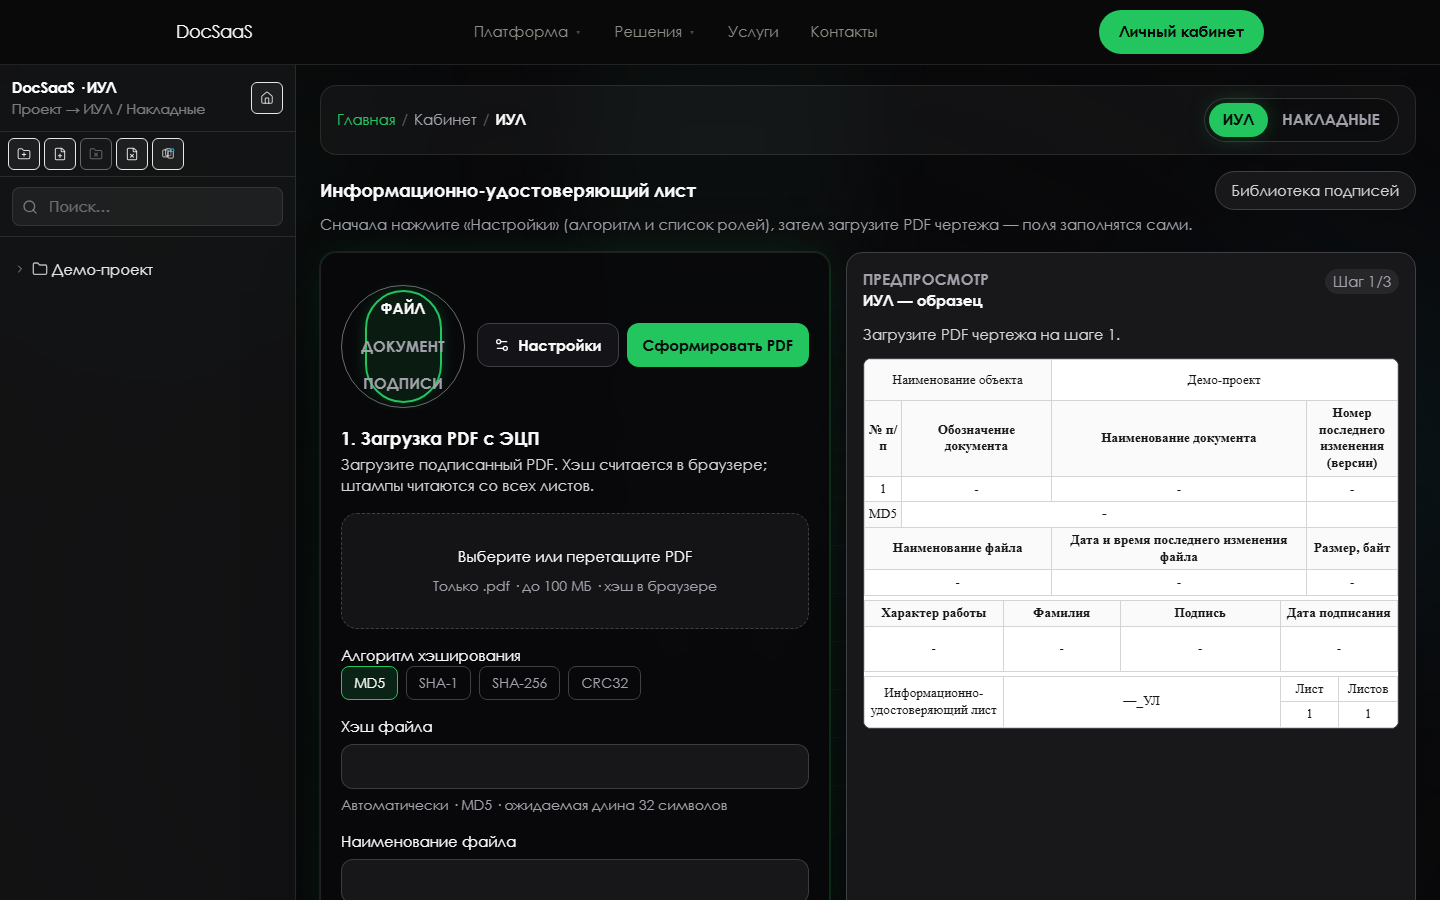 DocSaaS
Платформа
Решения
Услуги
Контакты
Личный кабинет
DocSaaS · ИУЛ
Проект → ИУЛ / Накладные
Поиск...
Демо-проект
Главная / Кабинет / ИУЛ
ИУЛ
НАКЛАДНЫЕ
Информационно-удостоверяющий лист
Библиотека подписей
Сначала нажмите «Настройки» (алгоритм и список ролей), затем загрузите PDF чертежа — поля заполнятся сами.
ФАЙЛ
ДОКУМЕНТ
ПОДПИСИ
Настройки
Сформировать PDF
1. Загрузка PDF с ЭЦП
Загрузите подписанный PDF. Хэш считается в браузере;
штампы читаются со всех листов.
Выберите или перетащите PDF
Только .pdf · до 100 МБ · хэш в браузере
Алгоритм хэширования
MD5
SHA-1
SHA-256
CRC32
Хэш файла
Автоматически · MD5 · ожидаемая длина 32 символов
Наименование файла
ПРЕДПРОСМОТР
ИУЛ — образец
Шаг 1/3
Загрузите PDF чертежа на шаге 1.
Наименование объекта
Демо-проект
№ п/
п
Обозначение
документа
Наименование документа
Номер
последнего
изменения
(версии)
1
-
-
-
MD5
-
Наименование файла
Дата и время последнего изменения
файла
Размер, байт
-
-
-
Характер работы
Фамилия
Подпись
Дата подписания
-
-
-
-
Информационно-
удостоверяющий лист
—_УЛ
Лист
Листов
1
1